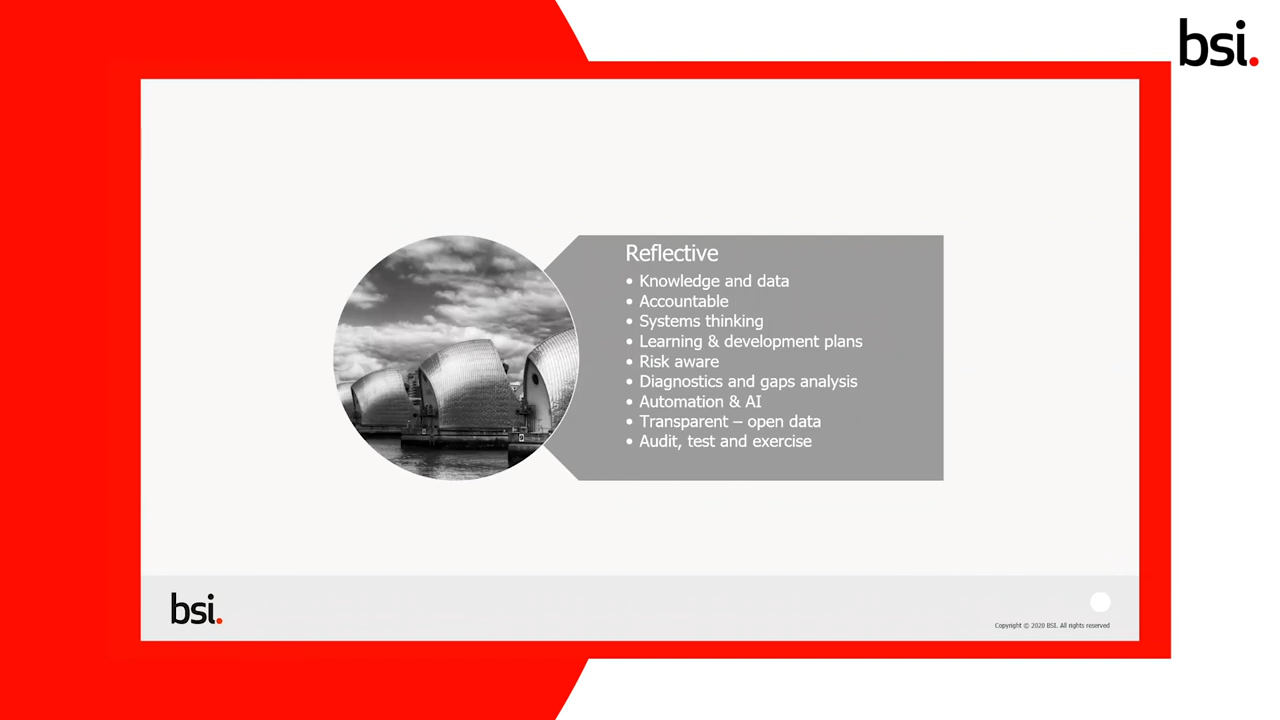 bsi.
Reflective
• Knowledge and data
• Accountable
• Systems thinking
• Learning & development plans
• Risk aware
• Diagnostics and gaps analysis
• Automation & AI
• Transparent – open data
• Audit, test and exercise
bsi.
Copyright © 2020 BSI. All rights reserved